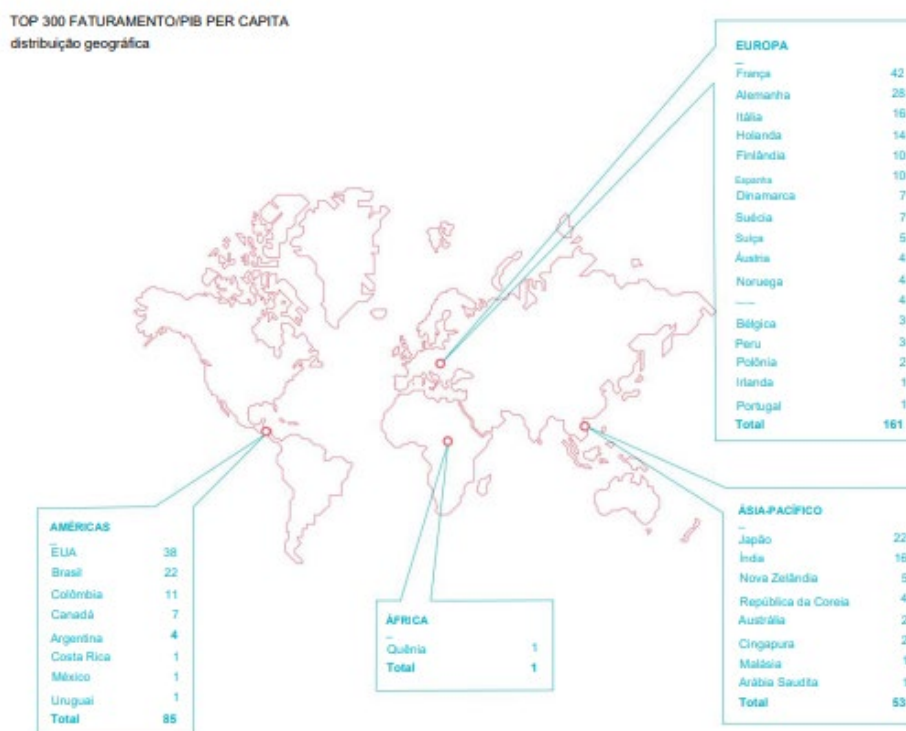 TOP 300 FATURAMENTO/PIB PER CAPITA
distribuição geográfica
EUROPA
França 42
Alemanha 28
Itália 16
Holanda 14
Finlândia 10
Espanha 10
Dinamarca 7
Suécia 7
Suíça 5
Áustria 4
Noruega 4
4
Bélgica 3
Peru 3
Polônia 2
Irlanda 1
Portugal 1
Total 161
AMÉRICAS
EUA 38
Brasil 22
Colômbia 11
Canadá 7
Argentina 4
Costa Rica 1
México 1
Uruguai 1
Total 85
ÁFRICA
Quênia 1
Total 1
ÁSIA-PACÍFICO
Japão 22
Índia 16
Nova Zelândia 5
República da Coreia 4
Austrália 2
Cingapura 2
Malásia 1
Arábia Saudita 1
Total 53